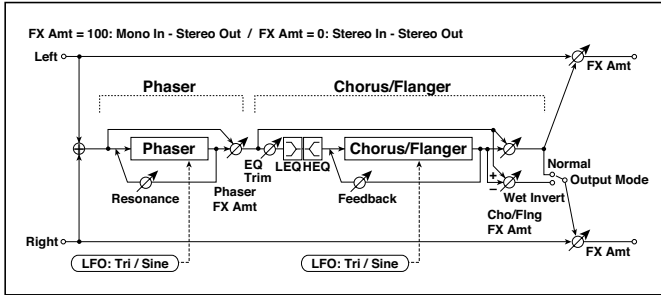 FX Amt = 100: Mono In - Stereo Out / FX Amt = 0: Stereo In - Stereo Out
Left
FX Amt
Phaser
Chorus/Flanger
Phaser
EQ
Trim
LEQ
HEQ
Chorus/Flanger
Normal
Output Mode
Resonance
Phaser
FX Amt
Feedback
+
−
Wet Invert
Cho/Flng
FX Amt
Right
FX Amt
LFO: Tri / Sine
LFO: Tri / Sine